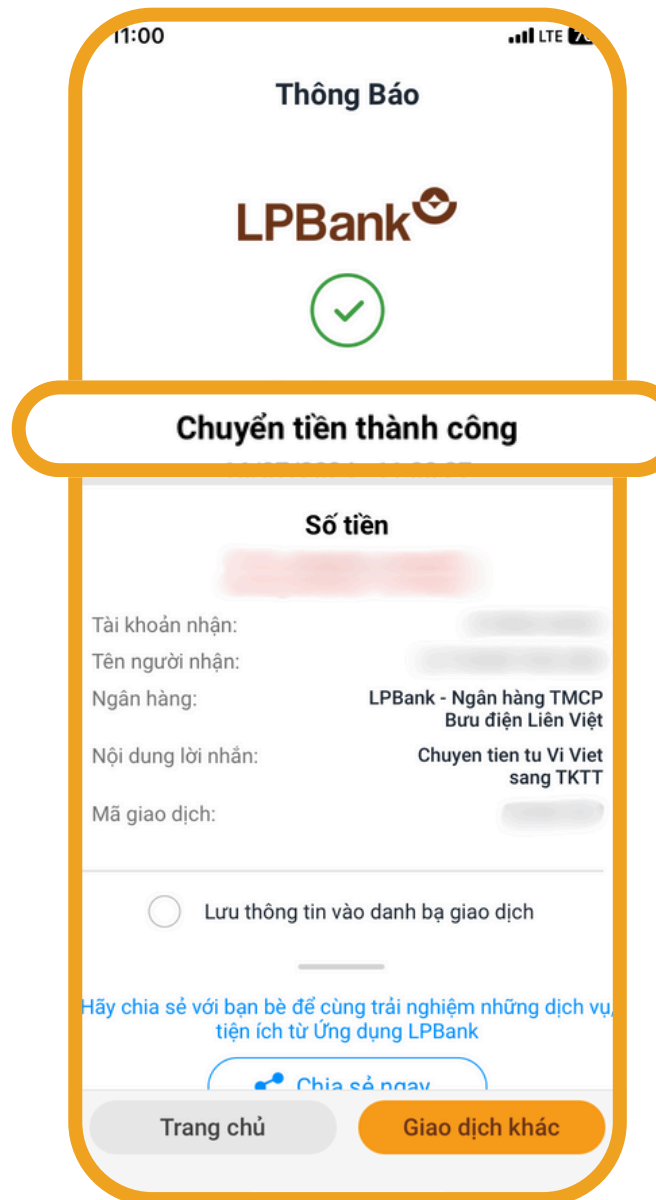 11:00
LTE
Thông Báo
LPBank
Chuyển tiền thành công
Số tiền
Tài khoản nhận:
Tên người nhận:
Ngân hàng: LPBank - Ngân hàng TMCP
Bưu điện Liên Việt
Nội dung lời nhắn: Chuyen tien tu Vi Viet
sang TKTT
Mã giao dịch:
Lưu thông tin vào danh bạ giao dịch
Hãy chia sẻ với bạn bè để cùng trải nghiệm những dịch vụ,
tiện ích từ Ứng dụng LPBank
Chia sẻ ngay
Trang chủ Giao dịch khác